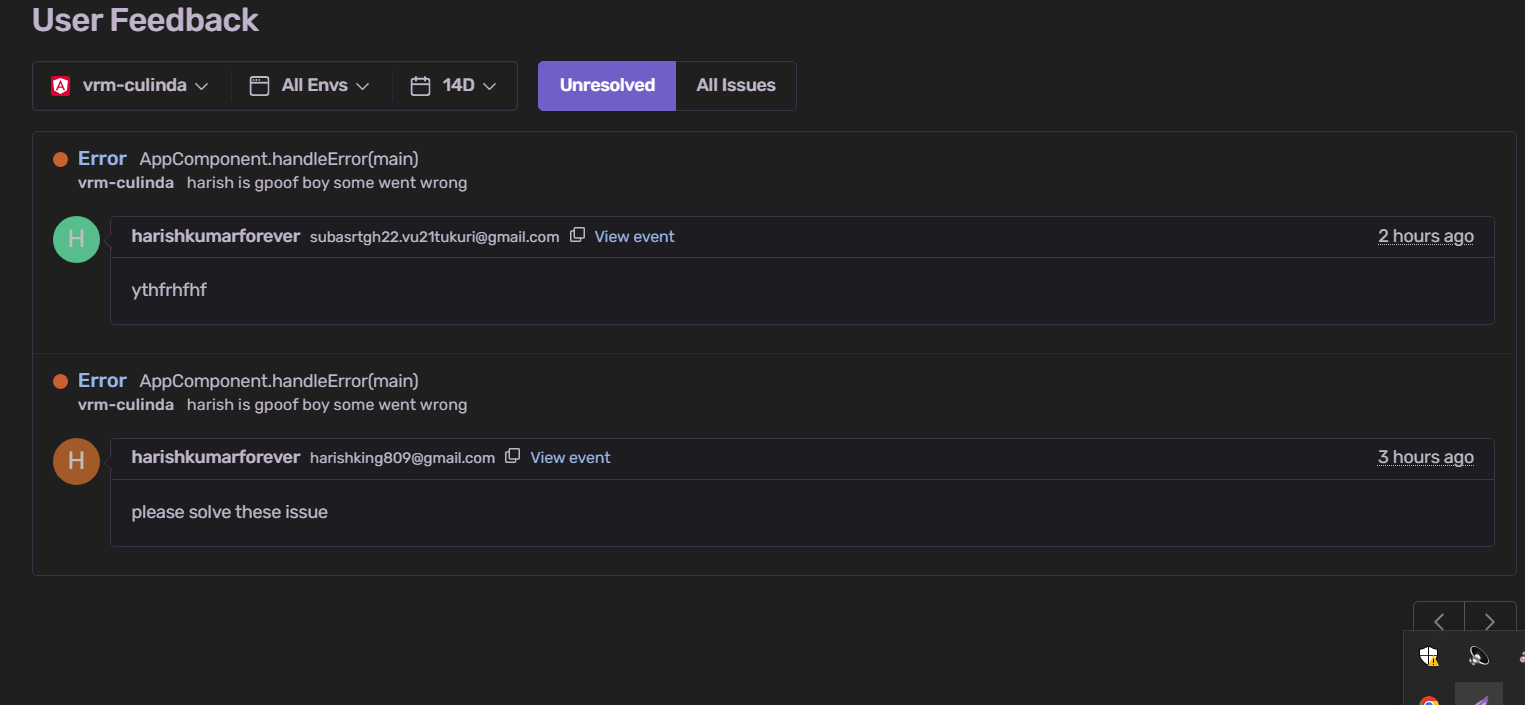 User Feedback
vrm-culinda All Envs 14D Unresolved All Issues
Error AppComponent.handleError(main)
vrm-culinda harish is gpoof boy some went wrong
H harishkumarforever subasrtgh22.vu21tukuri@gmail.com View event 2 hours ago
ythfrhfhf
Error AppComponent.handleError(main)
vrm-culinda harish is gpoof boy some went wrong
H harishkumarforever harishking809@gmail.com View event 3 hours ago
please solve these issue